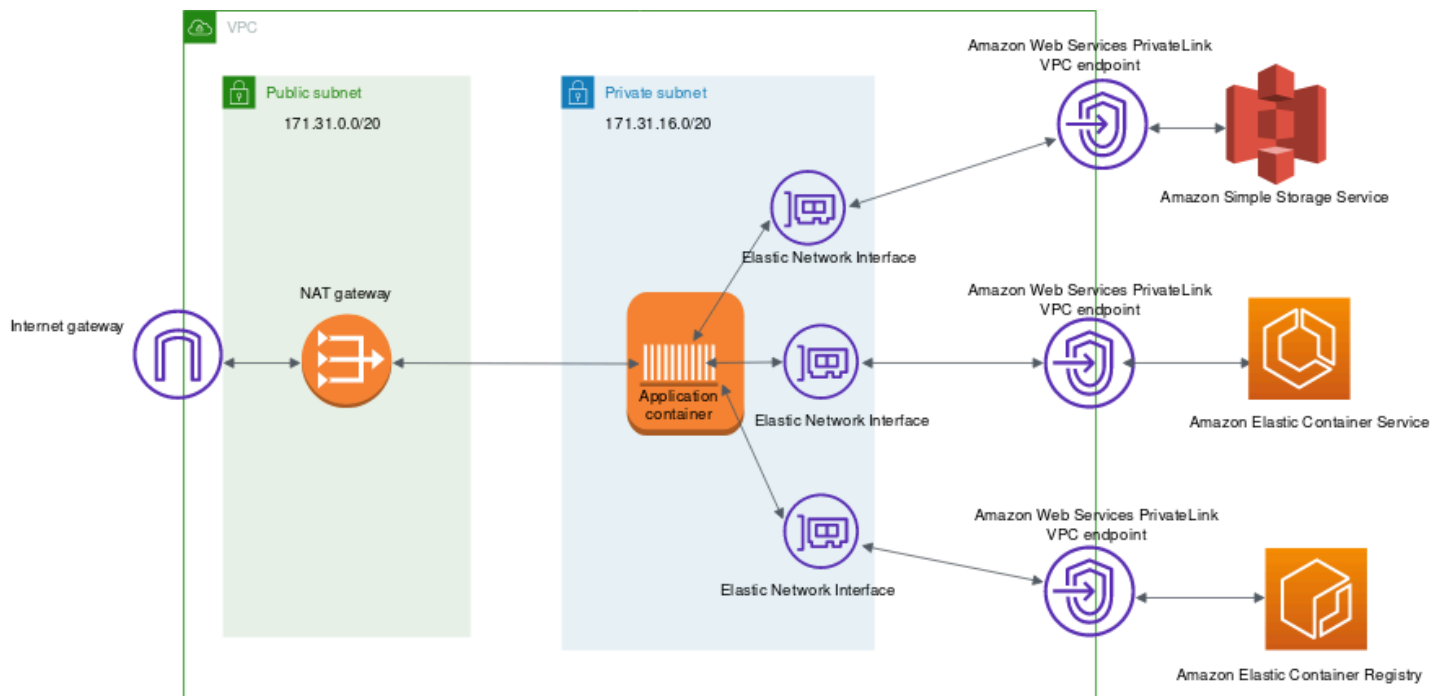 VPC
Public subnet
171.31.0.0/20
Private subnet
171.31.16.0/20
Amazon Web Services PrivateLink
VPC endpoint
Amazon Simple Storage Service
Elastic Network Interface
Internet gateway
NAT gateway
Application
container
Elastic Network Interface
Amazon Web Services PrivateLink
VPC endpoint
Amazon Elastic Container Service
Elastic Network Interface
Amazon Web Services PrivateLink
VPC endpoint
Amazon Elastic Container Registry